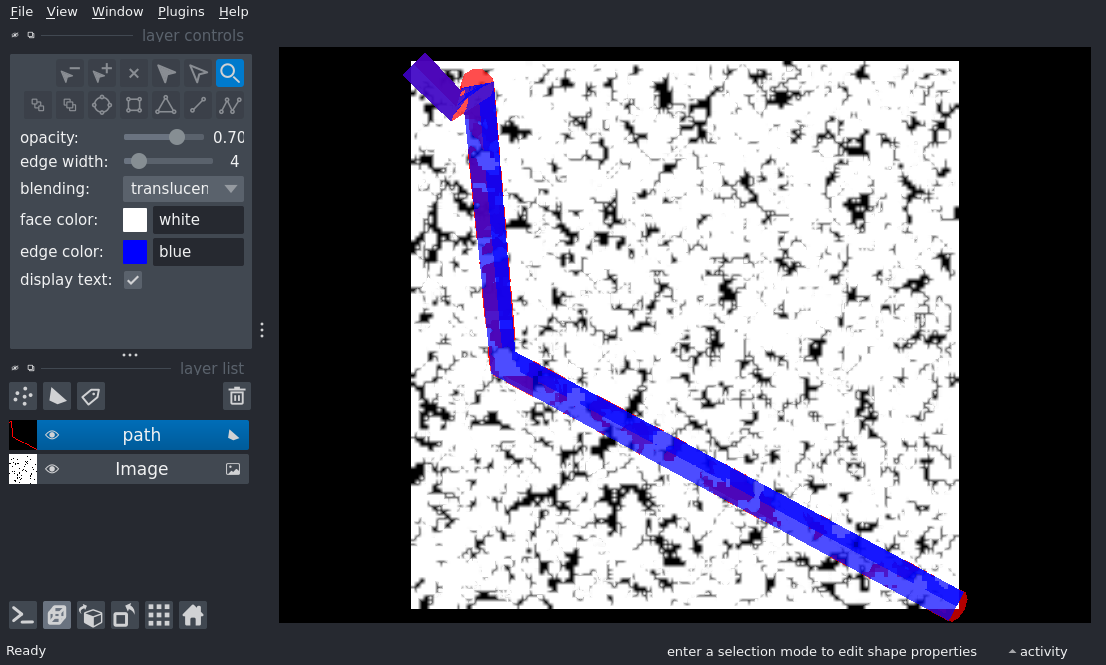 File View Window Plugins Help
layer controls
opacity: 0.70
edge width: 4
blending: translucen
face color: white
edge color: blue
display text:
layer list
path
Image
Ready
enter a selection mode to edit shape properties
activity